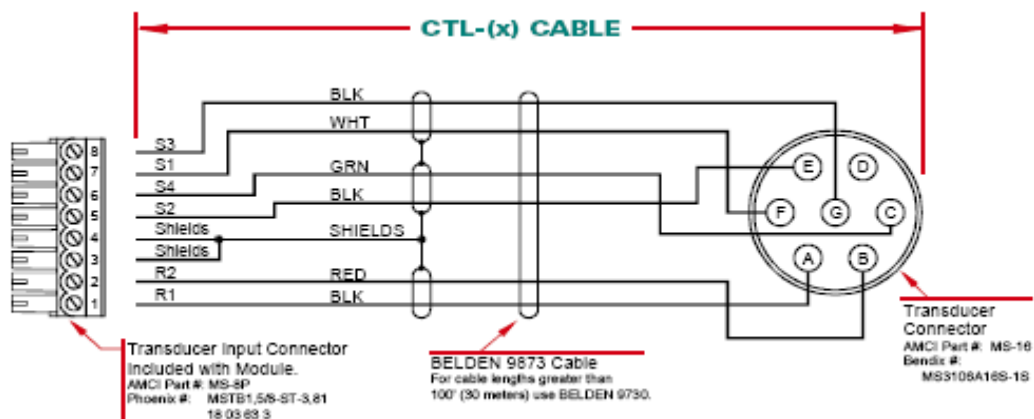 CTL-(x) CABLE
BLK
WHT
GRN
BLK
SHIELDS
RED
BLK
8
7
6
5
4
3
2
1
S3
S1
S4
S2
Shields
Shields
R2
R1
E
D
F
G
C
A
B
Transducer Input Connector
Included with Module.
AMCI Part #: MS-8P
Phoenix #: MSTB1,5/8-ST-3,81
18 03 63 3
BELDEN 9873 Cable
For cable lengths greater than
100' (30 meters) use BELDEN 9730.
Transducer
Connector
AMCI Part #: MS-16
Bendix #:
MS3106A16S-1S